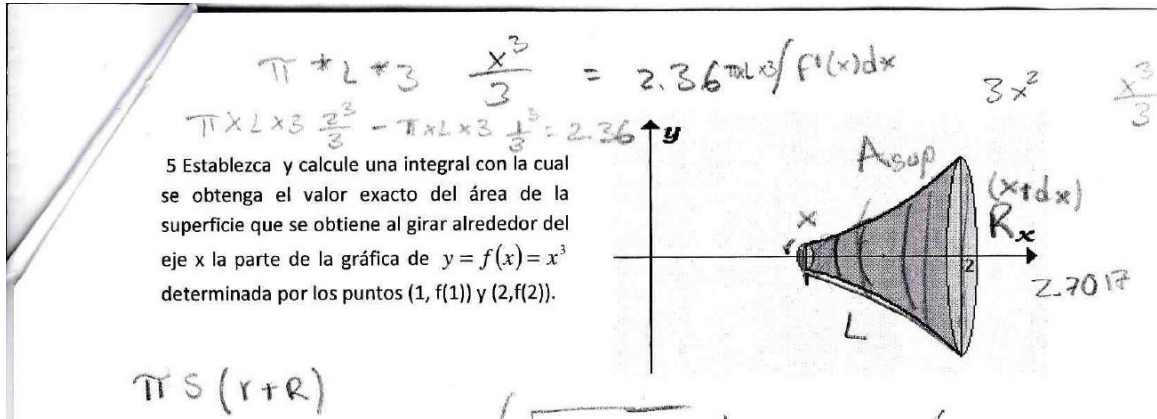 π * L * 3 x³/3 = 2.36 πxLx3/ f'(x)dx
3x² x³/3
π x L x 3 2³/3 - π x L x 3 1³/3 = 2.36
5 Establezca y calcule una integral con la cual
se obtenga el valor exacto del área de la
superficie que se obtiene al girar alrededor del
eje x la parte de la gráfica de y = f(x) = x³
determinada por los puntos (1, f(1)) y (2,f(2)).
y
Asup
(x+dx)
x
r
R x
1
2
2.7017
L
π S (r+R)